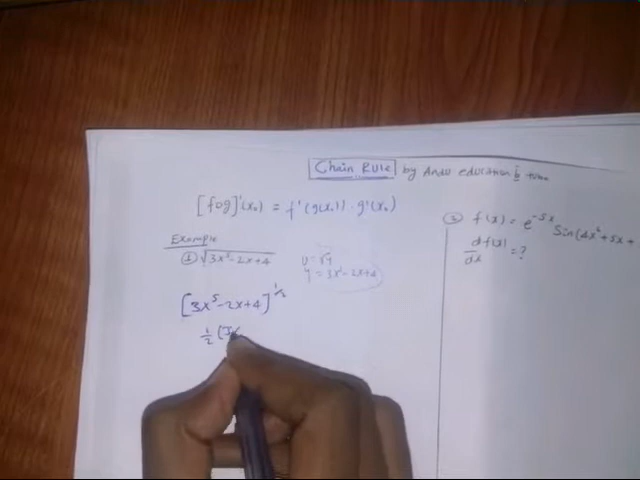 Chain Rule by Ando education
[fog]'(x₀) = f'(g(x₀)) · g'(x₀)
Example
① √3x⁵-2x+4
U = √y
y = 3x⁵-2x+4
[3x⁵-2x+4]^½
½ [3x
② f(x) = e^-5x Sin(4x²+5x+
df(x)/dx = ?